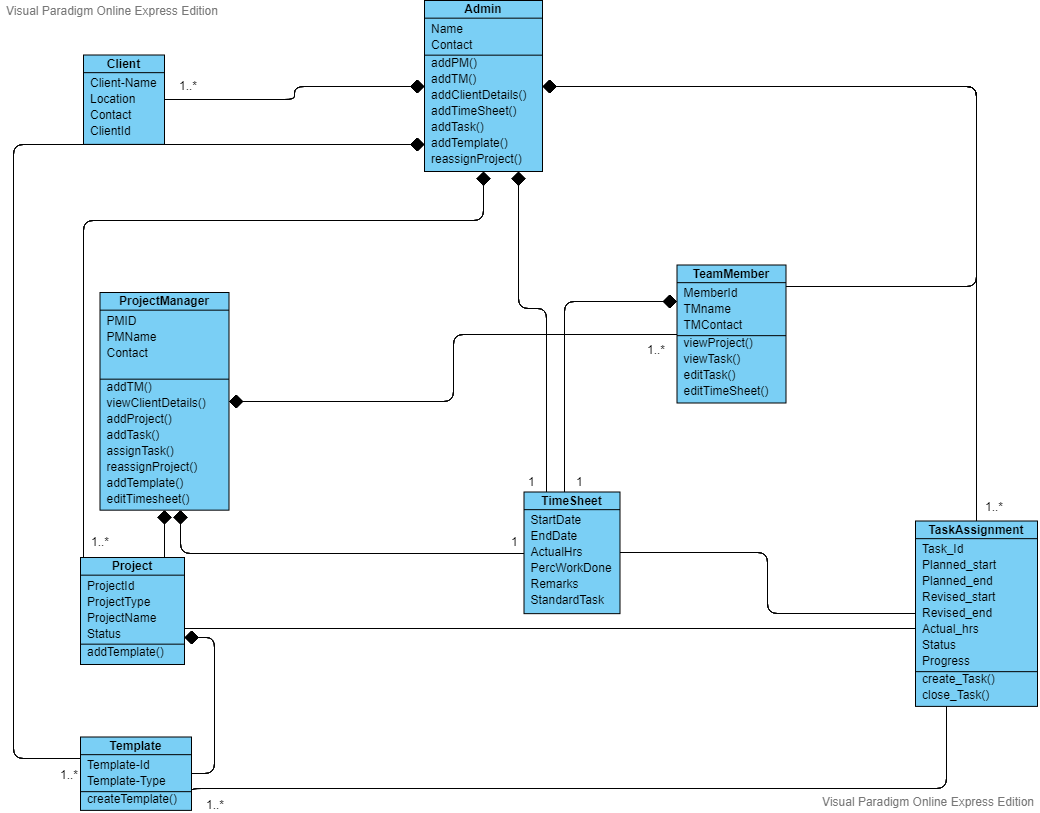 Visual Paradigm Online Express Edition
Admin
Name
Contact
addPM()
addTM()
addClientDetails()
addTimeSheet()
addTask()
addTemplate()
reassignProject()
Client
Client-Name
Location
Contact
ClientId
1..*
TeamMember
MemberId
TMname
TMContact
viewProject()
viewTask()
editTask()
editTimeSheet()
1..*
ProjectManager
PMID
PMName
Contact
addTM()
viewClientDetails()
addProject()
addTask()
assignTask()
reassignProject()
addTemplate()
editTimesheet()
1
1
1
TimeSheet
StartDate
EndDate
ActualHrs
PercWorkDone
Remarks
StandardTask
1..*
TaskAssignment
Task_Id
Planned_start
Planned_end
Revised_start
Revised_end
Actual_hrs
Status
Progress
create_Task()
close_Task()
1..*
Project
ProjectId
ProjectType
ProjectName
Status
addTemplate()
Template
Template-Id
Template-Type
createTemplate()
1..*
1..*
Visual Paradigm Online Express Edition